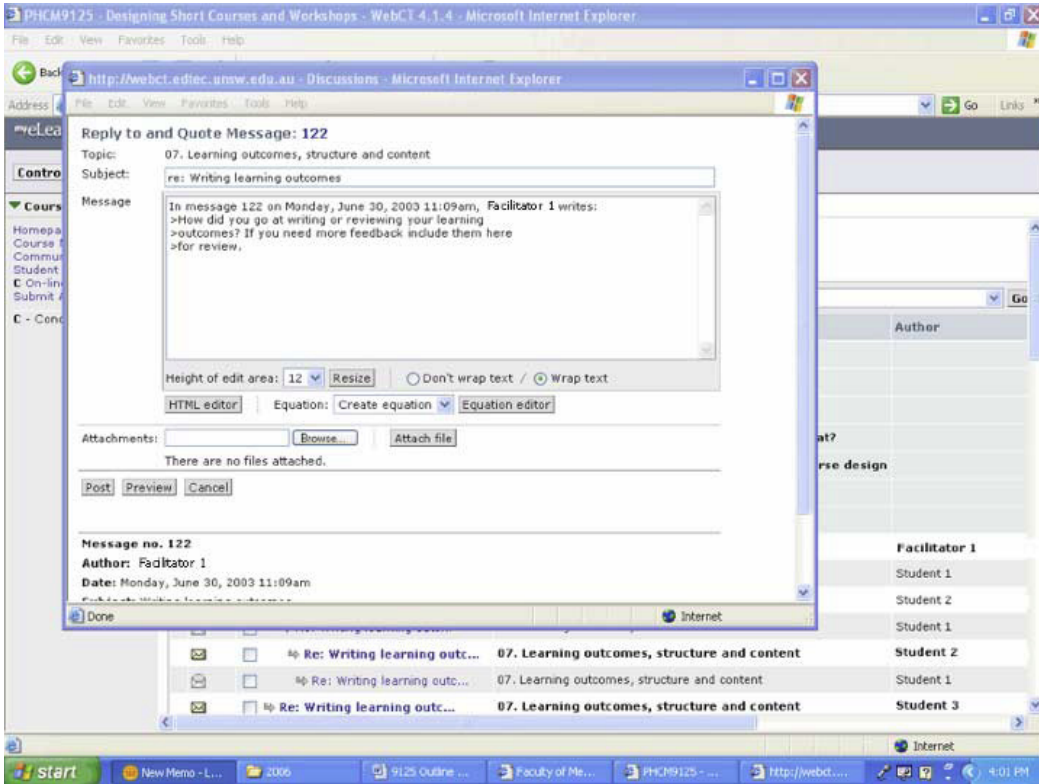 PHCM9125 - Designing Short Courses and Workshops - WebCT 4.1.4 - Microsoft Internet Explorer
File Edit View Favorites Tools Help
Back
Address
Go Links
http://webct.edtec.unsw.edu.au - Discussions - Microsoft Internet Explorer
File Edit View Favorites Tools Help
Reply to and Quote Message: 122
Topic: 07. Learning outcomes, structure and content
Subject: re: Writing learning outcomes
Message
In message 122 on Monday, June 30, 2003 11:09am, Facilitator 1 writes:
>How did you go at writing or reviewing your learning
>outcomes? If you need more feedback include them here
>for review.
Height of edit area: 12 Resize Don't wrap text / Wrap text
HTML editor Equation: Create equation Equation editor
Attachments: Browse... Attach file
There are no files attached.
Post Preview Cancel
Message no. 122
Author: Facilitator 1
Date: Monday, June 30, 2003 11:09am
Done Internet
myeLea
Contro
Cours
Homepa
Course
Commun
Student
C On-lin
Submit A
C - Cond
Go
Author
at?
rse design
Facilitator 1
Student 1
Student 2
Student 1
Re: Writing learning outc... 07. Learning outcomes, structure and content Student 2
Re: Writing learning outc... 07. Learning outcomes, structure and content Student 1
Re: Writing learning outc... 07. Learning outcomes, structure and content Student 3
Internet
start New Memo - L... 2006 9125 Outline ... Faculty of Me... PHCM9125 - ... http://webct.... 4:01 PM